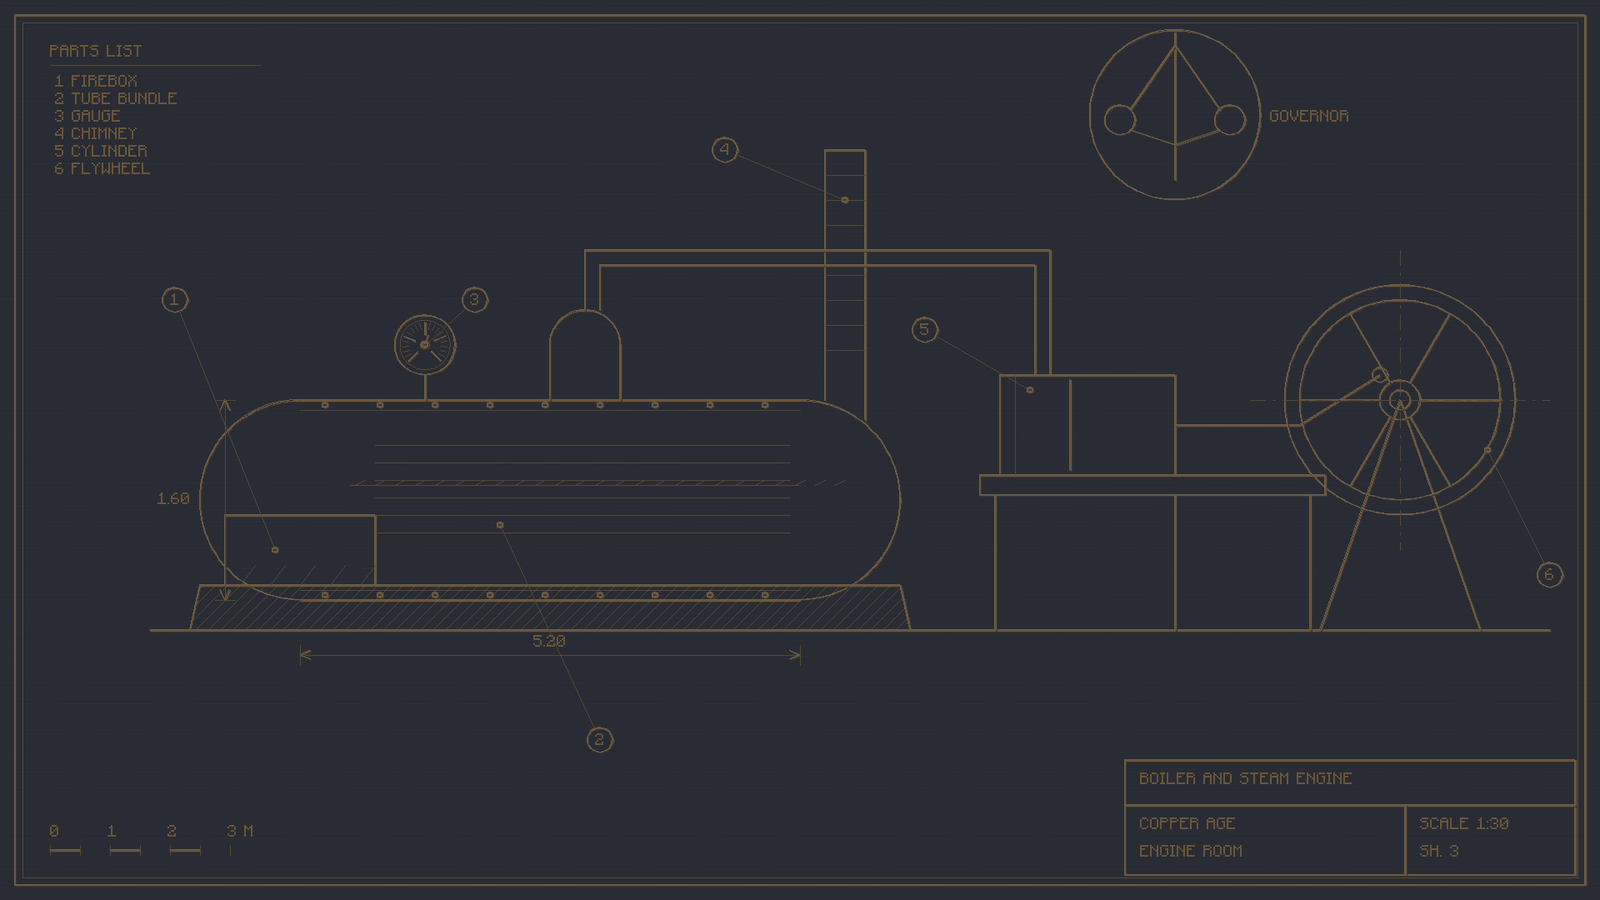 PARTS LIST
1 FIREBOX
2 TUBE BUNDLE
3 GAUGE
4 CHIMNEY
5 CYLINDER
6 FLYWHEEL
GOVERNOR
4
1
3
5
1.60
6
5.20
2
0 1 2 3 M
BOILER AND STEAM ENGINE
COPPER AGE
SCALE 1:30
ENGINE ROOM
SH. 3